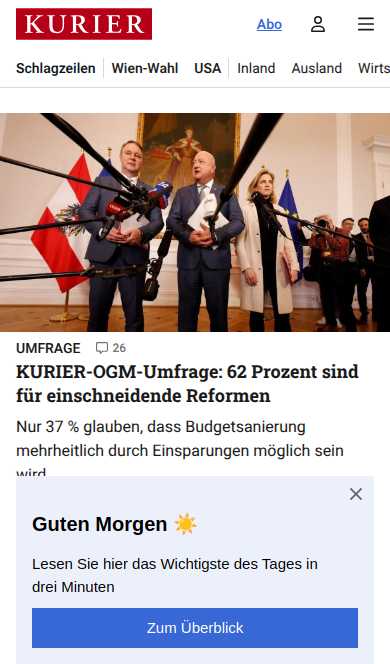 KURIER
Abo
Schlagzeilen Wien-Wahl USA Inland Ausland Wirts
UMFRAGE 26
KURIER-OGM-Umfrage: 62 Prozent sind
für einschneidende Reformen
Nur 37 % glauben, dass Budgetsanierung
mehrheitlich durch Einsparungen möglich sein
wird
Guten Morgen ☀️
Lesen Sie hier das Wichtigste des Tages in
drei Minuten
Zum Überblick